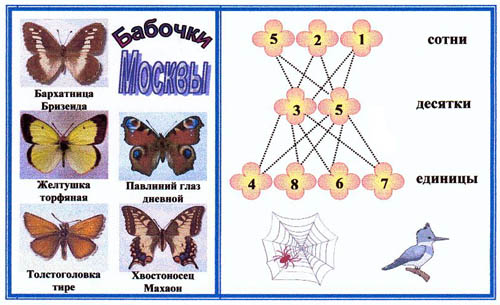 Бабочки
Москвы
Бархатница
Бризеида
Желтушка
торфяная
Павлиний глаз
дневной
Толстоголовка
тире
Хвостоносец
Махаон
5 2 1 сотни
3 5 десятки
4 8 6 7 единицы